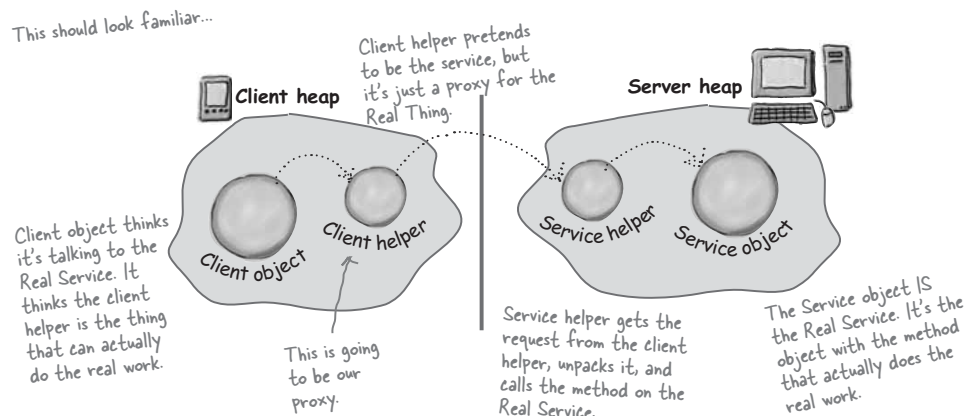 This should look familiar...
Client helper pretends
to be the service, but
it's just a proxy for the
Real Thing.
Client heap
Server heap
Client object
Client helper
Service helper
Service object
Client object thinks
it's talking to the
Real Service. It
thinks the client
helper is the thing
that can actually
do the real work.
This is going
to be our
proxy.
Service helper gets the
request from the client
helper, unpacks it, and
calls the method on the
Real Service.
The Service object IS
the Real Service. It's the
object with the method
that actually does the
real work.